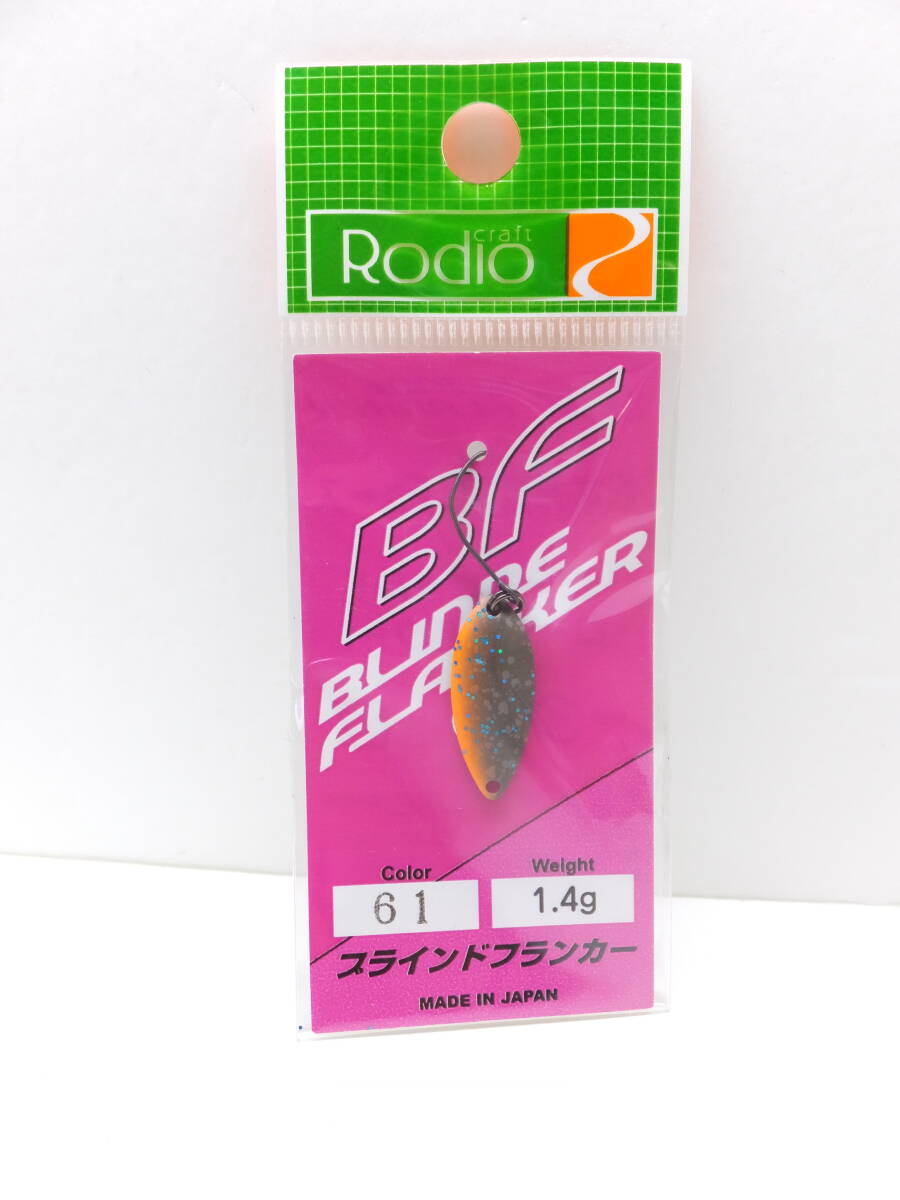 craft
Rodio
BF
BLINDE
FLANKER
Color
61
Weight
1.4g
ブラインドフランカー
MADE IN JAPAN